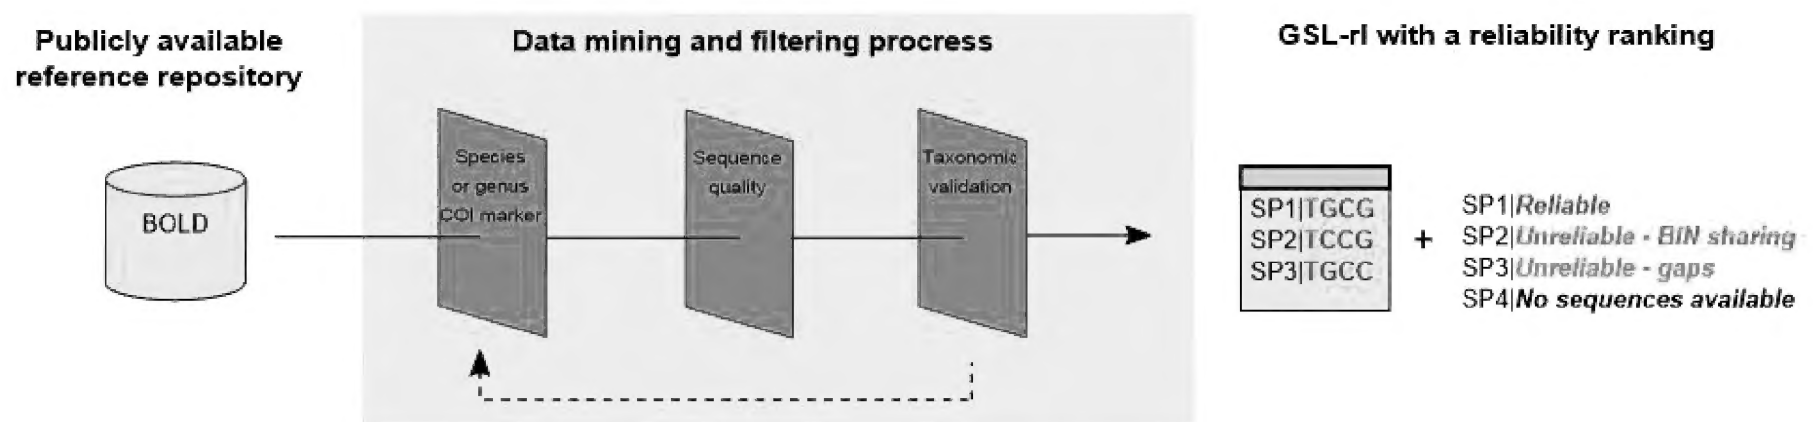 Publicly available
reference repository
BOLD
Data mining and filtering procress
Species
or genus
COI marker
Sequence
quality
Taxonomic
validation
GSL-rl with a reliability ranking
SP1|TGCG
SP2|TCCG
SP3|TGCC
+
SP1|Reliable
SP2|Unreliable - BIN sharing
SP3|Unreliable - gaps
SP4|No sequences available